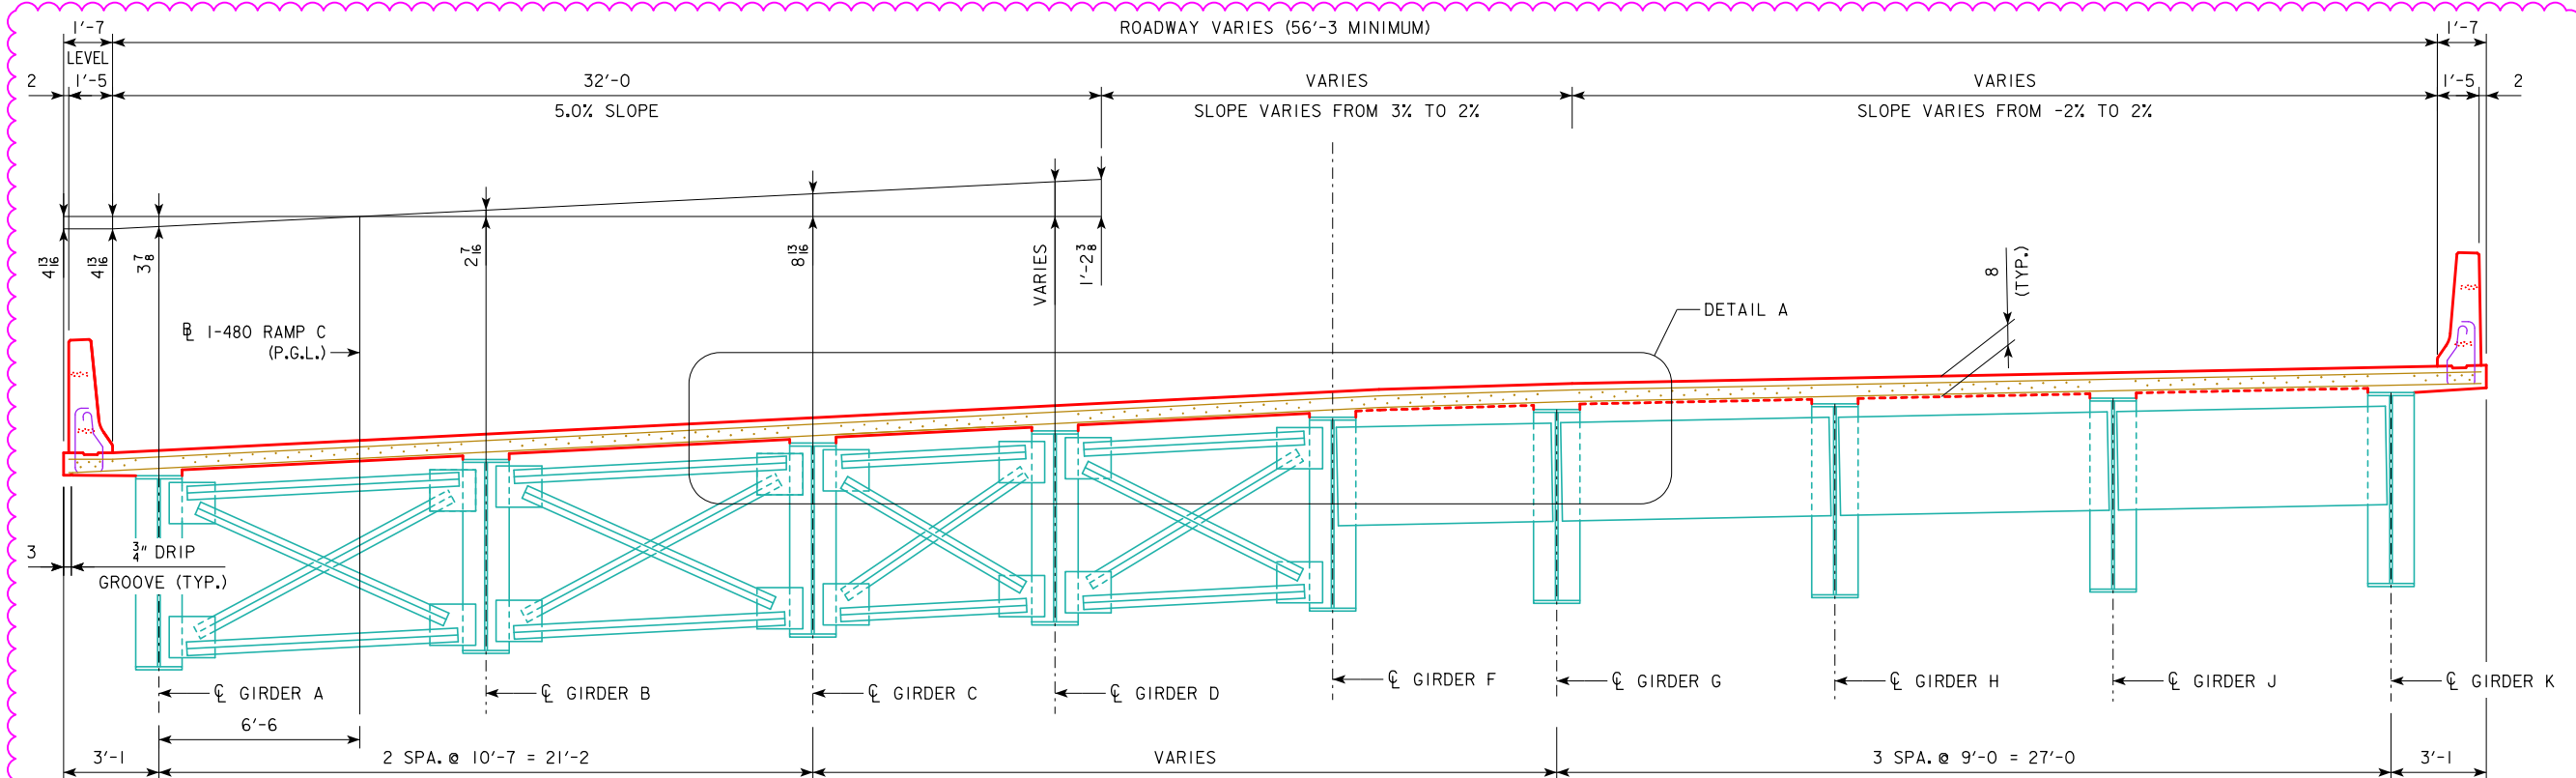 1'-7
ROADWAY VARIES (56'-3 MINIMUM)
1'-7
LEVEL
2
1'-5
32'-0
VARIES
VARIES
1'-5
2
5.0% SLOPE
SLOPE VARIES FROM 3% TO 2%
SLOPE VARIES FROM -2% TO 2%
4 13/16
4 13/16
3 7/8
2 7/16
8 13/16
VARIES
1'-2 3/8
8
(TYP.)
DETAIL A
℄ I-480 RAMP C
(P.G.L.)
3
3/4" DRIP
GROOVE (TYP.)
℄ GIRDER A
℄ GIRDER B
℄ GIRDER C
℄ GIRDER D
℄ GIRDER F
℄ GIRDER G
℄ GIRDER H
℄ GIRDER J
℄ GIRDER K
6'-6
3'-1
2 SPA. @ 10'-7 = 21'-2
VARIES
3 SPA. @ 9'-0 = 27'-0
3'-1